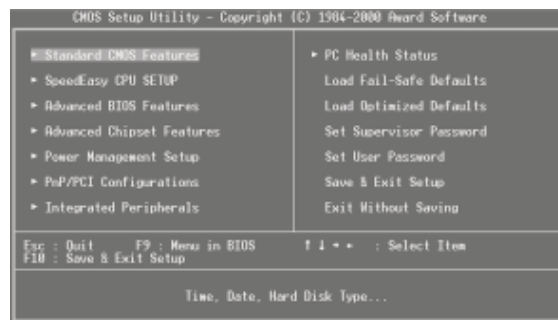 CMOS Setup Utility - Copyright (C) 1984-2000 Award Software
► Standard CMOS Features
► SpeedEasy CPU SETUP
► Advanced BIOS Features
► Advanced Chipset Features
► Power Management Setup
► PnP/PCI Configurations
► Integrated Peripherals
► PC Health Status
Load Fail-Safe Defaults
Load Optimized Defaults
Set Supervisor Password
Set User Password
Save & Exit Setup
Exit Without Saving
Esc : Quit F9 : Menu in BIOS ↑ ↓ → ← : Select Item
F10 : Save & Exit Setup
Time, Date, Hard Disk Type...